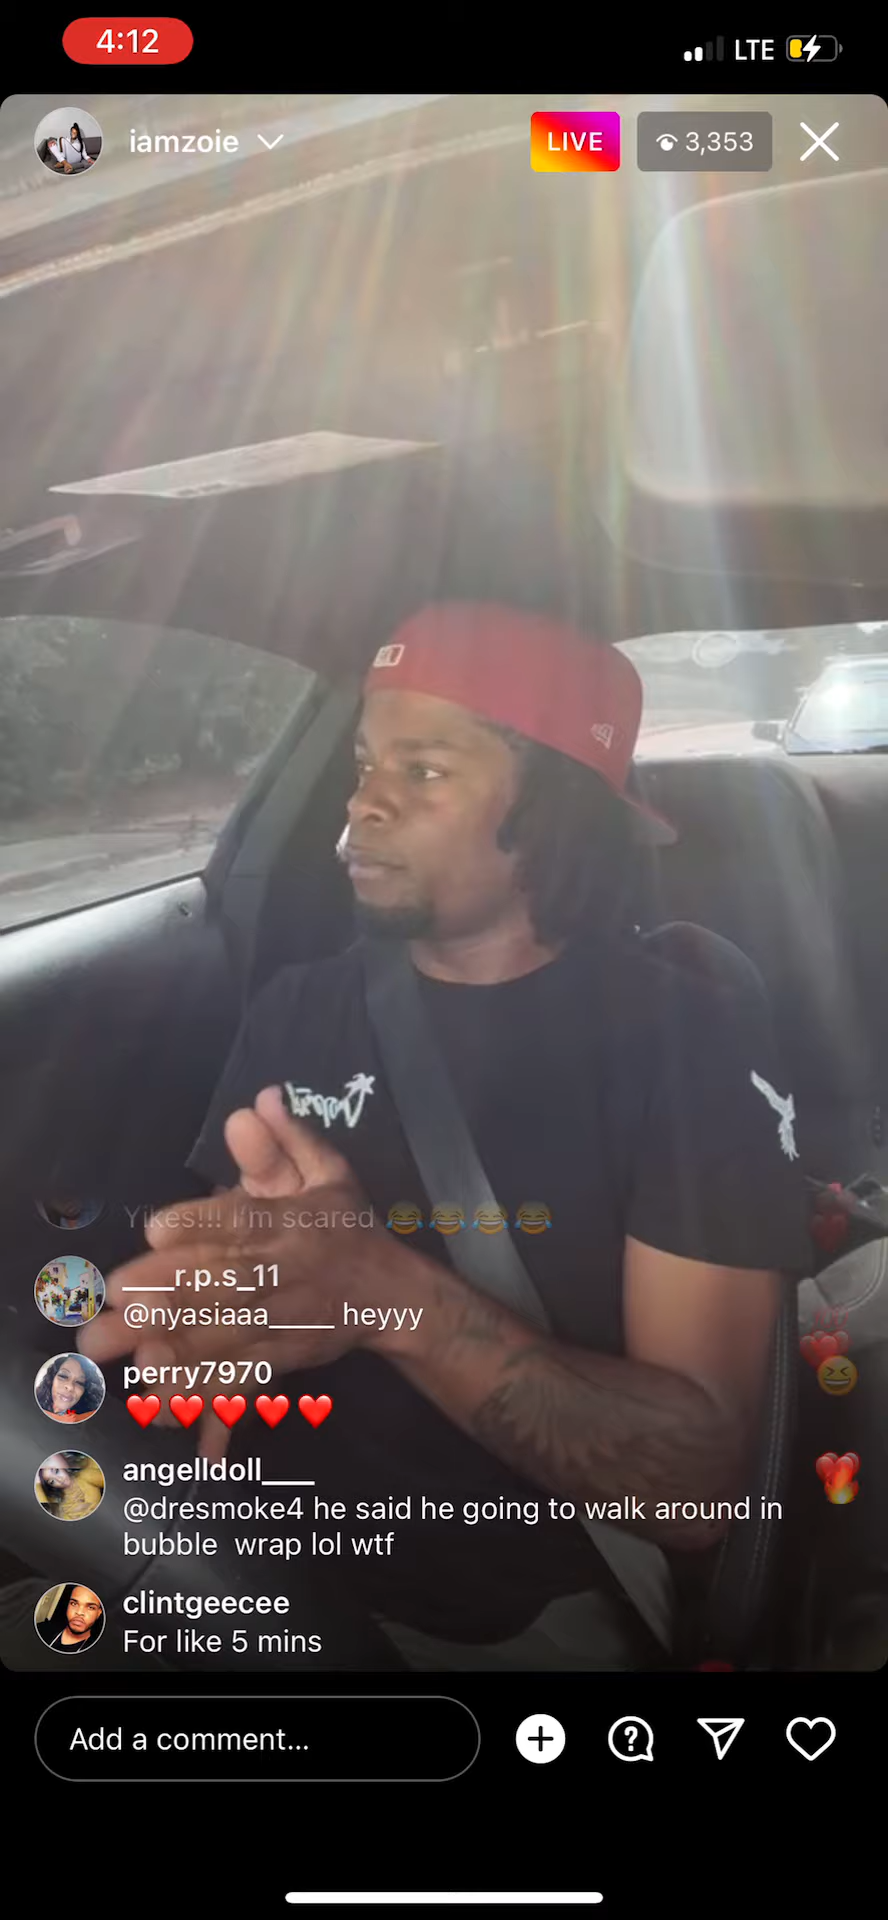 4:12
LTE
iamzoie
LIVE
3,353
Yikes!!! I'm scared 😂😂😂😂
___r.p.s_11
@nyasiaaa____ heyyy
perry7970
❤️❤️❤️❤️❤️
angelldoll___
@dresmoke4 he said he going to walk around in
bubble wrap lol wtf
clintgeecee
For like 5 mins
Add a comment...